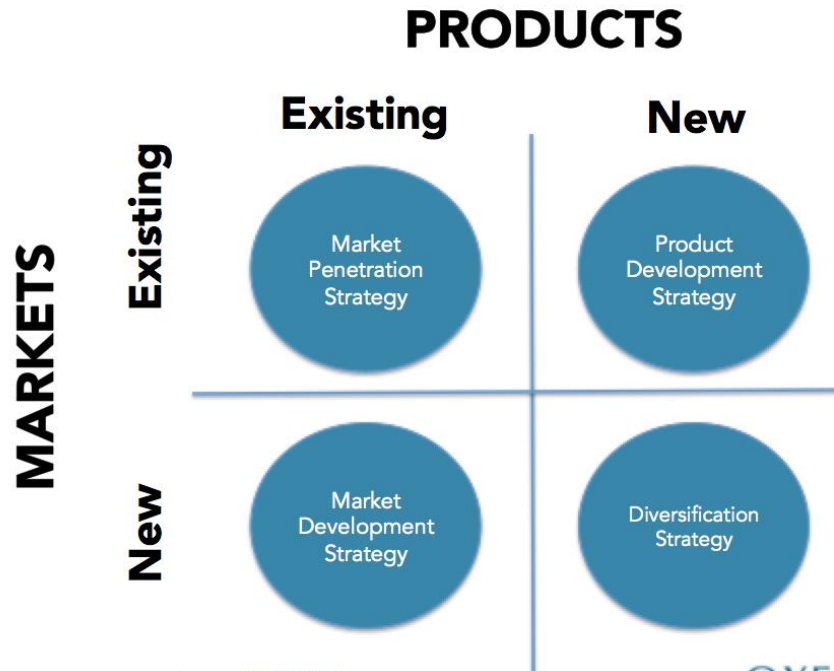 PRODUCTS
Existing
New
MARKETS
Existing
Market
Penetration
Strategy
Product
Development
Strategy
New
Market
Development
Strategy
Diversification
Strategy